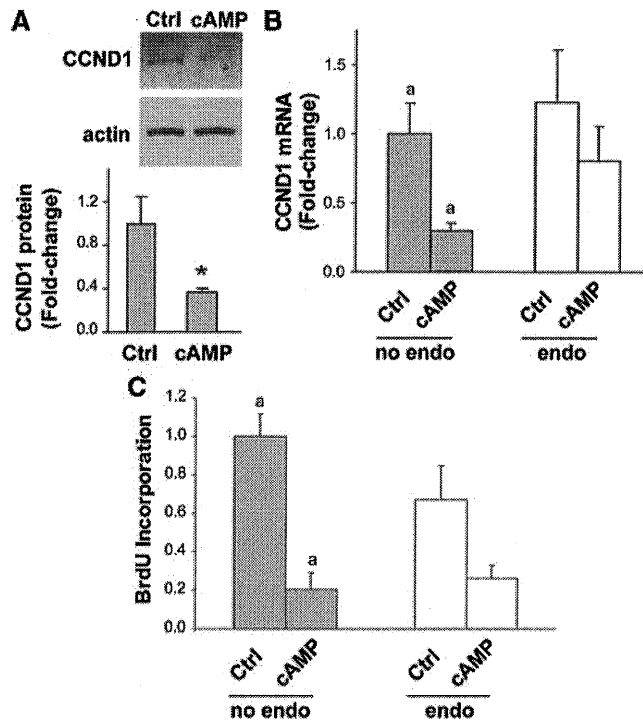 A
Ctrl cAMP
CCND1
actin
CCND1 protein
(Fold-change)
1.2
0.8
0.4
0.0
*
Ctrl cAMP
B
CCND1 mRNA
(Fold-change)
1.5
1.0
0.5
0.0
a
a
Ctrl
cAMP
Ctrl
cAMP
no endo
endo
C
BrdU Incorporation
1.2
1.0
0.8
0.6
0.4
0.2
0.0
a
a
Ctrl
cAMP
Ctrl
cAMP
no endo
endo